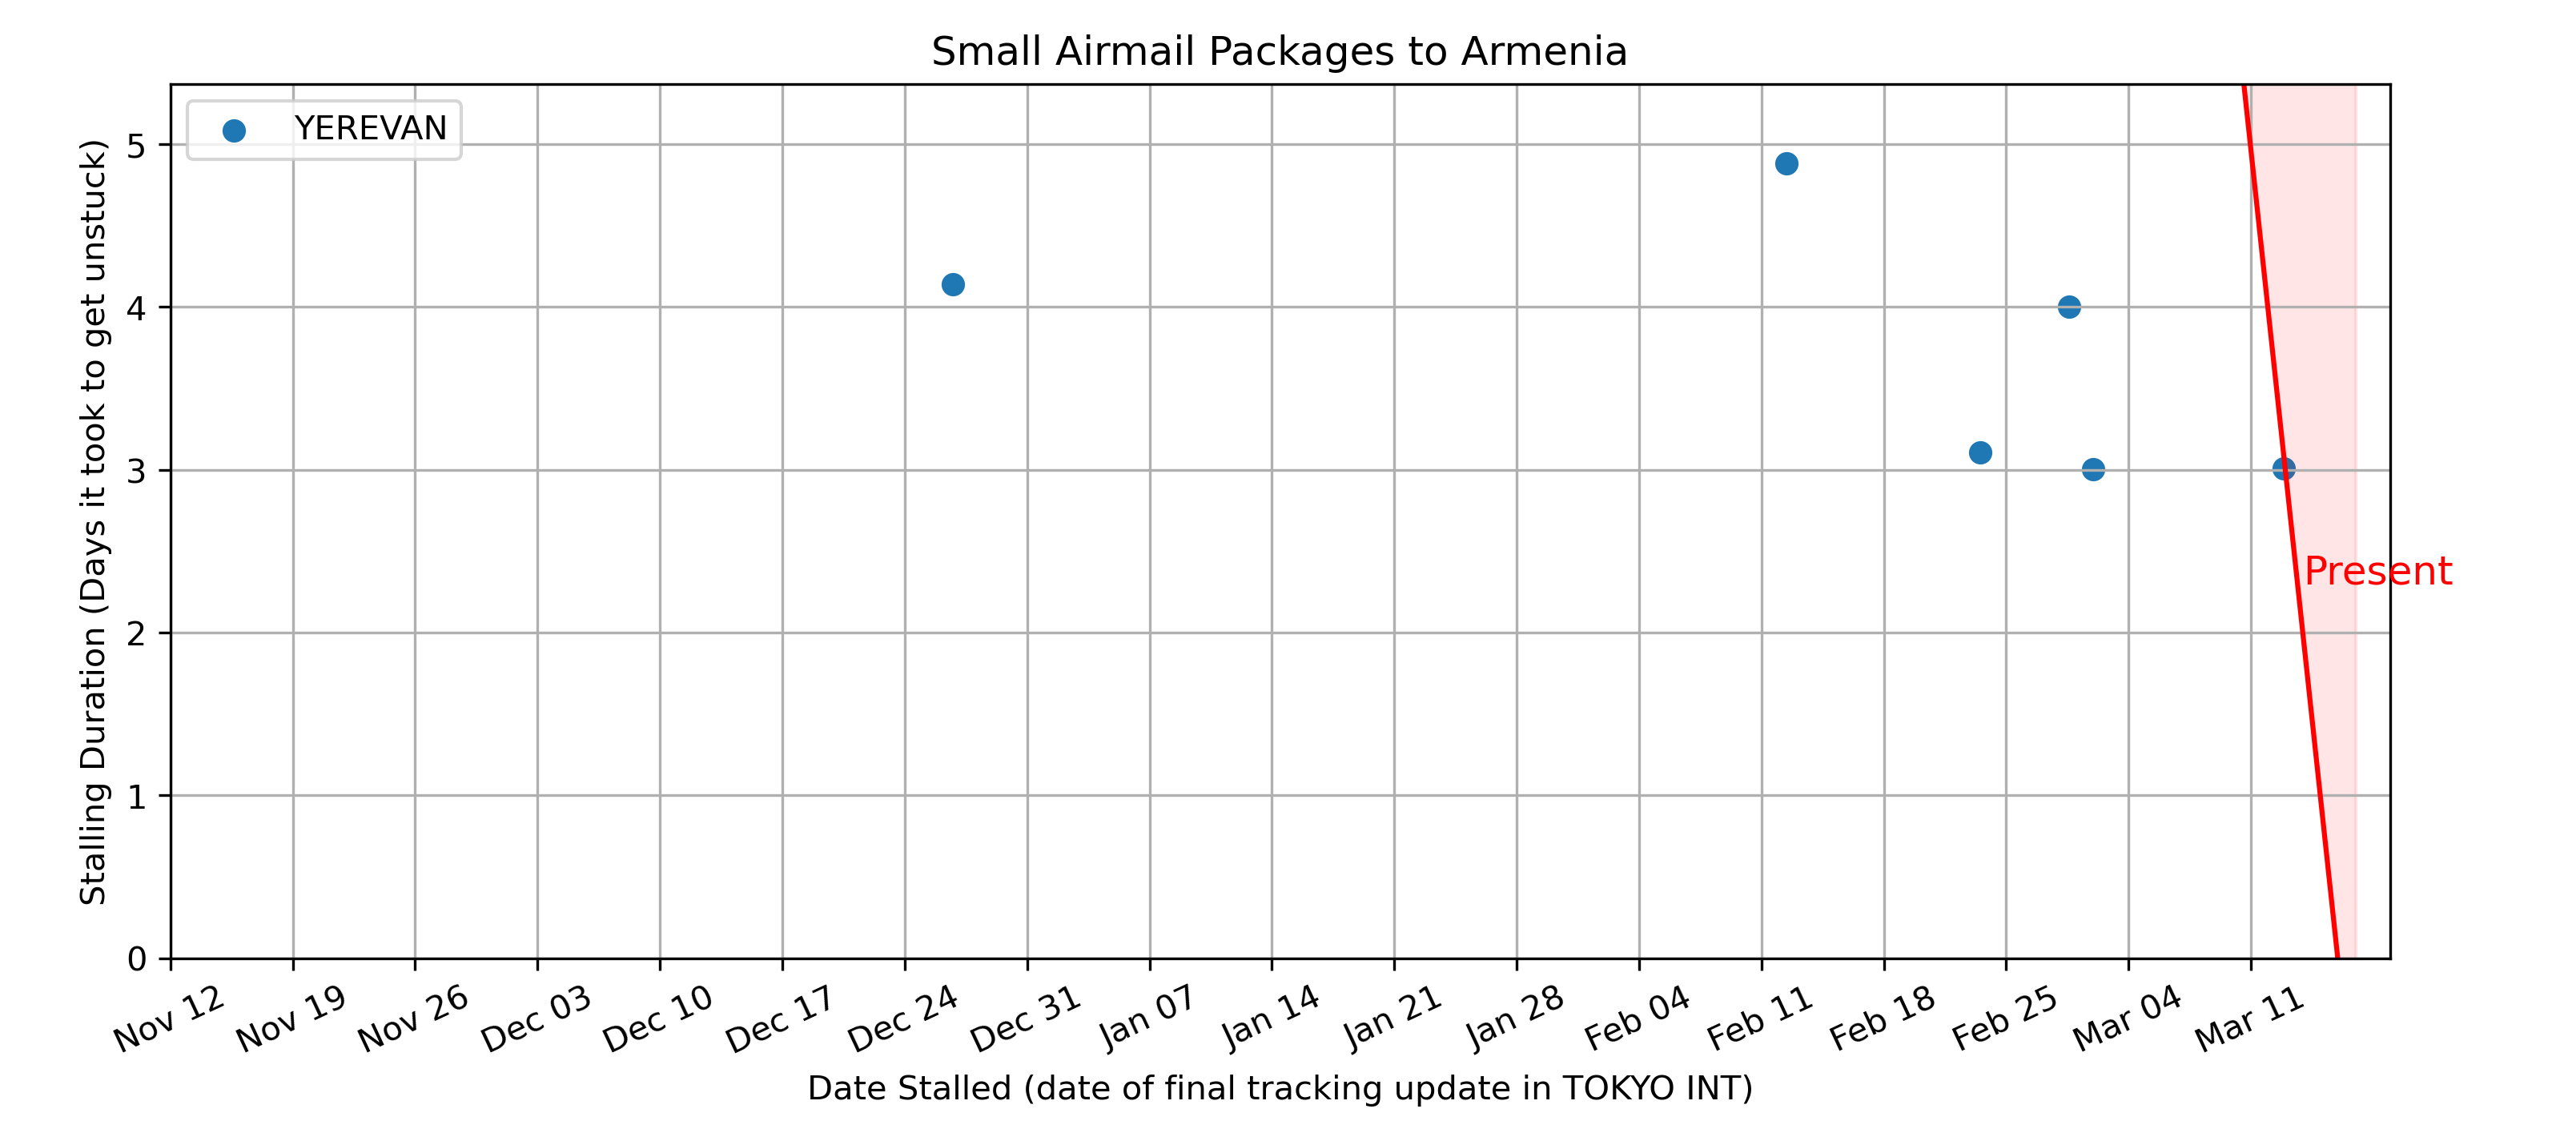 Small Airmail Packages to Armenia
YEREVAN
Stalling Duration (Days it took to get unstuck)
5
4
3
2
1
0
Present
Nov 12
Nov 19
Nov 26
Dec 03
Dec 10
Dec 17
Dec 24
Dec 31
Jan 07
Jan 14
Jan 21
Jan 28
Feb 04
Feb 11
Feb 18
Feb 25
Mar 04
Mar 11
Date Stalled (date of final tracking update in TOKYO INT)